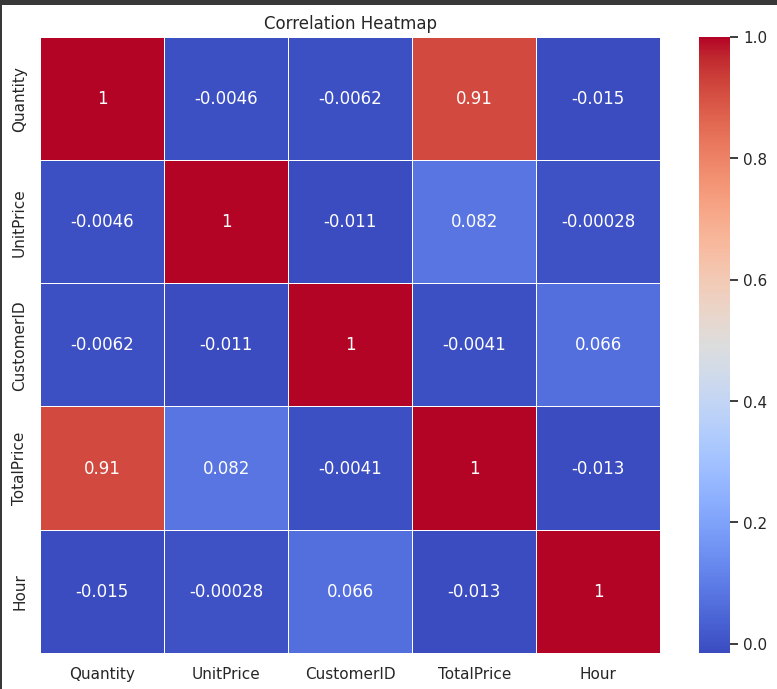 Correlation Heatmap
Quantity 1 -0.0046 -0.0062 0.91 -0.015
UnitPrice -0.0046 1 -0.011 0.082 -0.00028
CustomerID -0.0062 -0.011 1 -0.0041 0.066
TotalPrice 0.91 0.082 -0.0041 1 -0.013
Hour -0.015 -0.00028 0.066 -0.013 1
Quantity UnitPrice CustomerID TotalPrice Hour
1.0
0.8
0.6
0.4
0.2
0.0